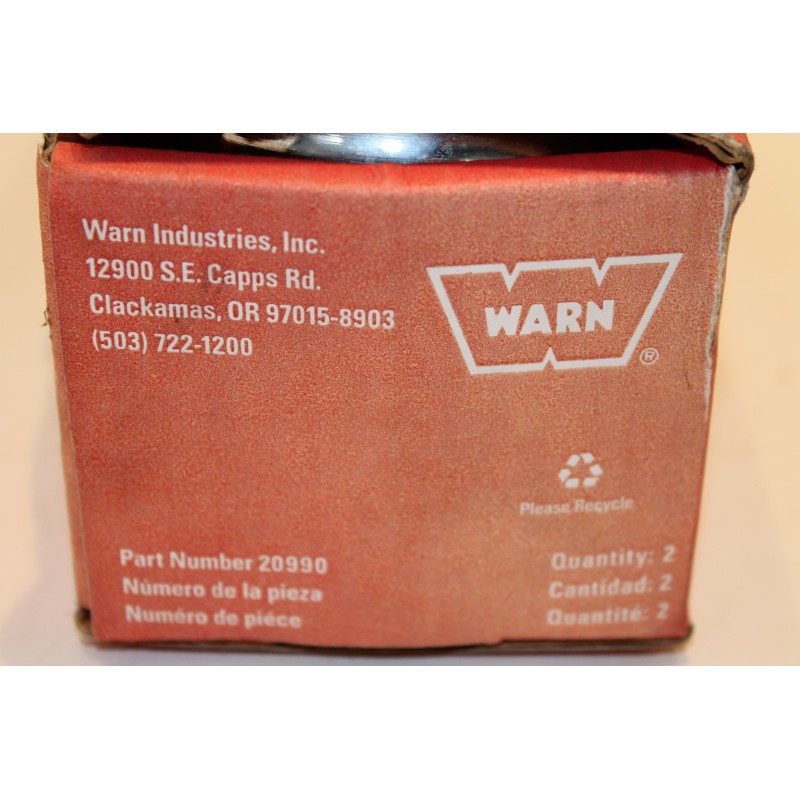 Warn Industries, Inc.
12900 S.E. Capps Rd.
Clackamas, OR 97015-8903
(503) 722-1200
WARN
®
Please Recycle
Part Number 20990
Número de la pieza
Numéro de piéce
Quantity: 2
Cantidad: 2
Quantité: 2